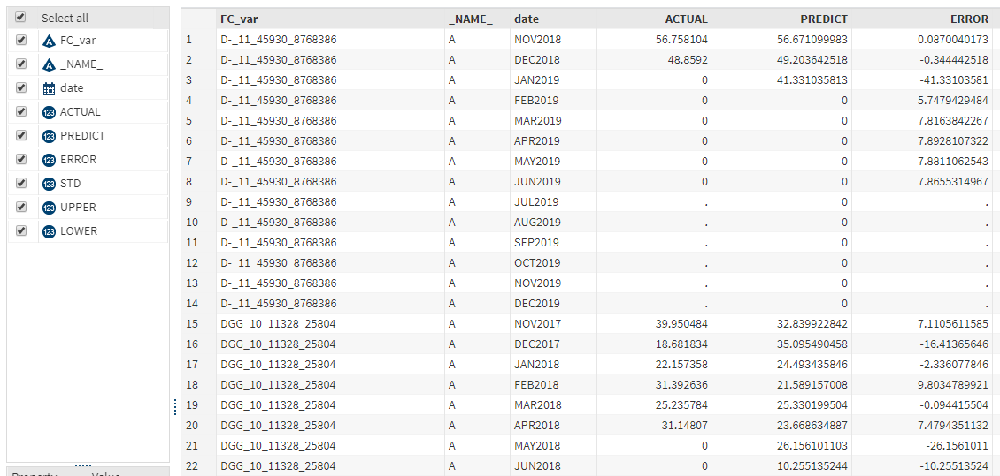 Select all
FC_var
_NAME_
date
ACTUAL
PREDICT
ERROR
STD
UPPER
LOWER
FC_var _NAME_ date ACTUAL PREDICT ERROR
1 D-_11_45930_8768386 A NOV2018 56.758104 56.671099983 0.0870040173
2 D-_11_45930_8768386 A DEC2018 48.8592 49.203642518 -0.344442518
3 D-_11_45930_8768386 A JAN2019 0 41.331035813 -41.33103581
4 D-_11_45930_8768386 A FEB2019 0 0 5.7479429484
5 D-_11_45930_8768386 A MAR2019 0 0 7.8163842267
6 D-_11_45930_8768386 A APR2019 0 0 7.8928107322
7 D-_11_45930_8768386 A MAY2019 0 0 7.8811062543
8 D-_11_45930_8768386 A JUN2019 0 0 7.8655314967
9 D-_11_45930_8768386 A JUL2019 . 0 .
10 D-_11_45930_8768386 A AUG2019 . 0 .
11 D-_11_45930_8768386 A SEP2019 . 0 .
12 D-_11_45930_8768386 A OCT2019 . 0 .
13 D-_11_45930_8768386 A NOV2019 . 0 .
14 D-_11_45930_8768386 A DEC2019 . 0 .
15 DGG_10_11328_25804 A NOV2017 39.950484 32.839922842 7.1105611585
16 DGG_10_11328_25804 A DEC2017 18.681834 35.095490458 -16.41365646
17 DGG_10_11328_25804 A JAN2018 22.157358 24.493435846 -2.336077846
18 DGG_10_11328_25804 A FEB2018 31.392636 21.589157008 9.8034789921
19 DGG_10_11328_25804 A MAR2018 25.235784 25.330199504 -0.094415504
20 DGG_10_11328_25804 A APR2018 31.14807 23.668634887 7.4794351132
21 DGG_10_11328_25804 A MAY2018 0 26.156101103 -26.1561011
22 DGG_10_11328_25804 A JUN2018 0 10.255135244 -10.25513524
Property Value